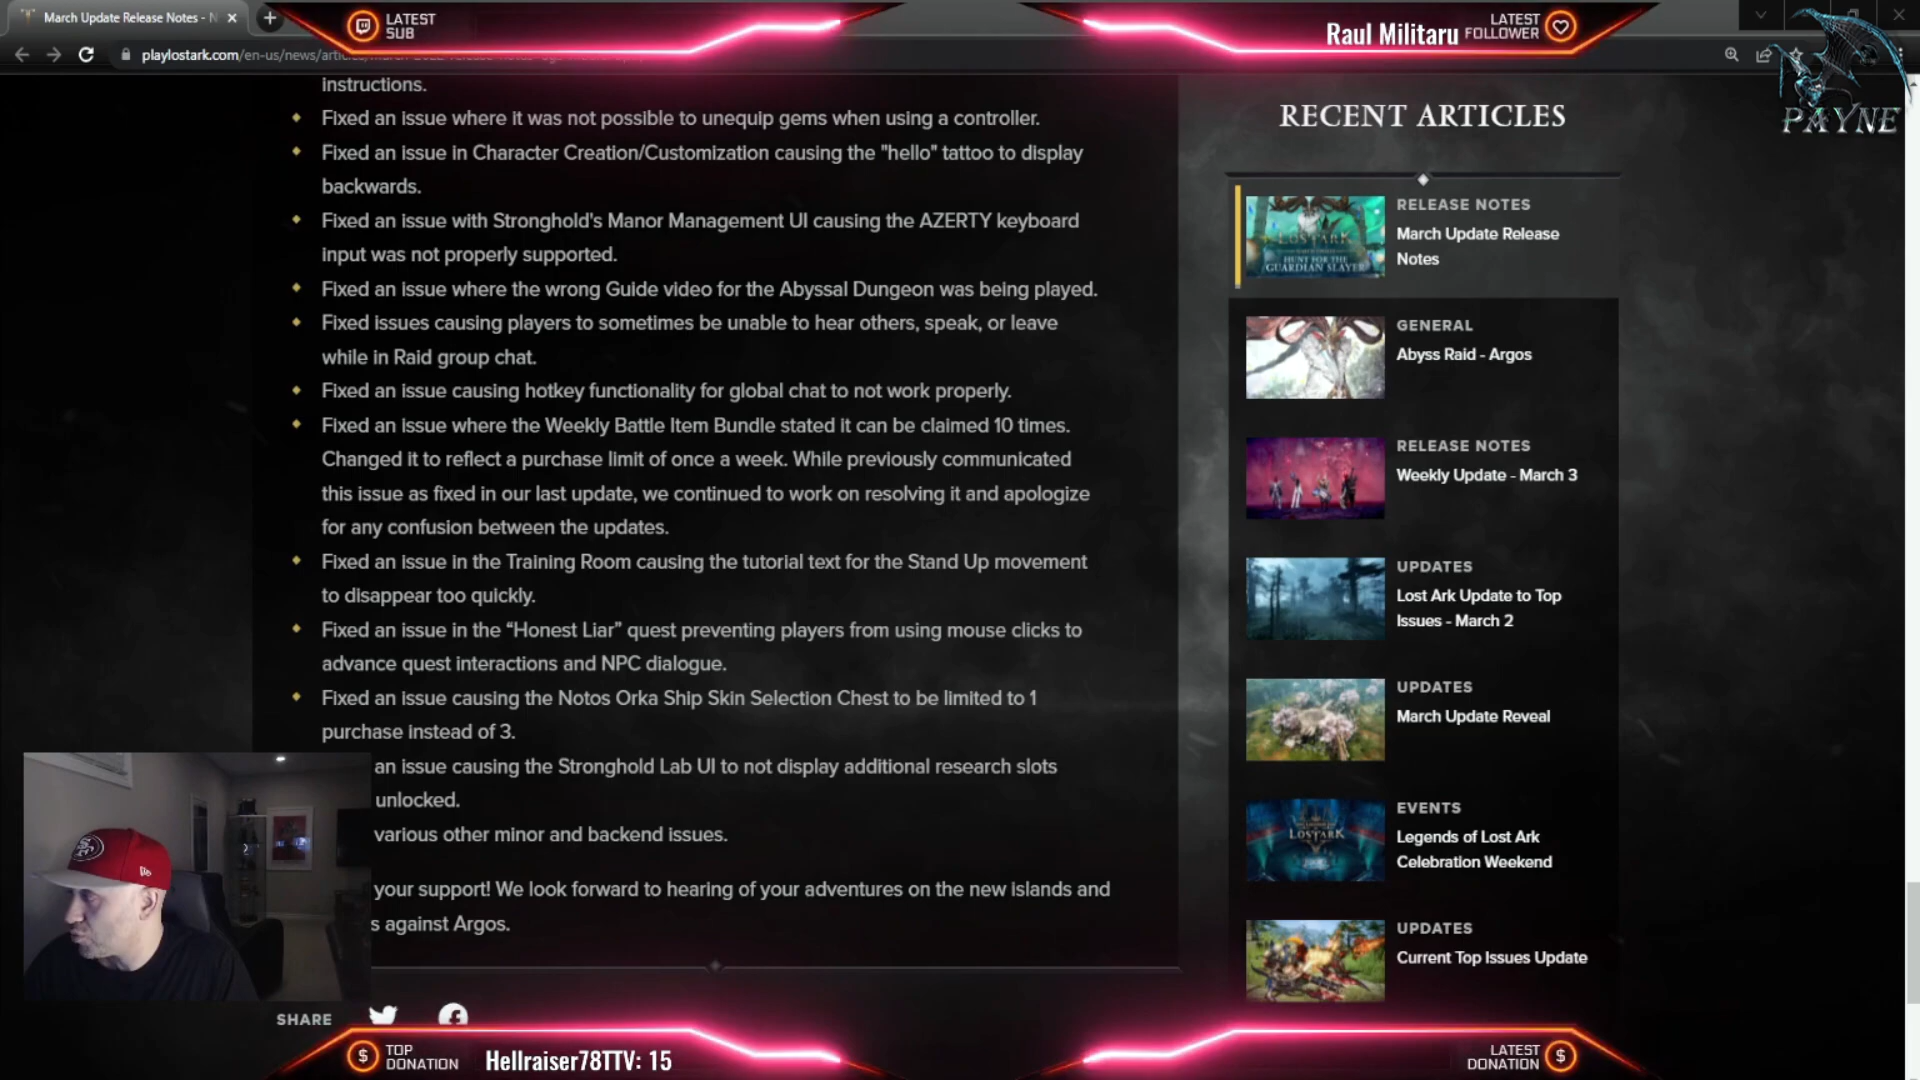 March Update Release Notes - N
LATEST
SUB
Raul Militaru
LATEST
FOLLOWER
playlostark.com/en-us/news/arti
PAYNE
instructions.
Fixed an issue where it was not possible to unequip gems when using a controller.
Fixed an issue in Character Creation/Customization causing the "hello" tattoo to display
backwards.
Fixed an issue with Stronghold's Manor Management UI causing the AZERTY keyboard
input was not properly supported.
Fixed an issue where the wrong Guide video for the Abyssal Dungeon was being played.
Fixed issues causing players to sometimes be unable to hear others, speak, or leave
while in Raid group chat.
Fixed an issue causing hotkey functionality for global chat to not work properly.
Fixed an issue where the Weekly Battle Item Bundle stated it can be claimed 10 times.
Changed it to reflect a purchase limit of once a week. While previously communicated
this issue as fixed in our last update, we continued to work on resolving it and apologize
for any confusion between the updates.
Fixed an issue in the Training Room causing the tutorial text for the Stand Up movement
to disappear too quickly.
Fixed an issue in the “Honest Liar” quest preventing players from using mouse clicks to
advance quest interactions and NPC dialogue.
Fixed an issue causing the Notos Orka Ship Skin Selection Chest to be limited to 1
purchase instead of 3.
an issue causing the Stronghold Lab UI to not display additional research slots
unlocked.
various other minor and backend issues.
your support! We look forward to hearing of your adventures on the new islands and
s against Argos.
SHARE
RECENT ARTICLES
LOST ARK
HUNT FOR THE
GUARDIAN SLAYER
RELEASE NOTES
March Update Release
Notes
GENERAL
Abyss Raid - Argos
RELEASE NOTES
Weekly Update - March 3
UPDATES
Lost Ark Update to Top
Issues - March 2
UPDATES
March Update Reveal
LOST ARK
EVENTS
Legends of Lost Ark
Celebration Weekend
UPDATES
Current Top Issues Update
TOP
DONATION
Hellraiser78TTV: 15
LATEST
DONATION